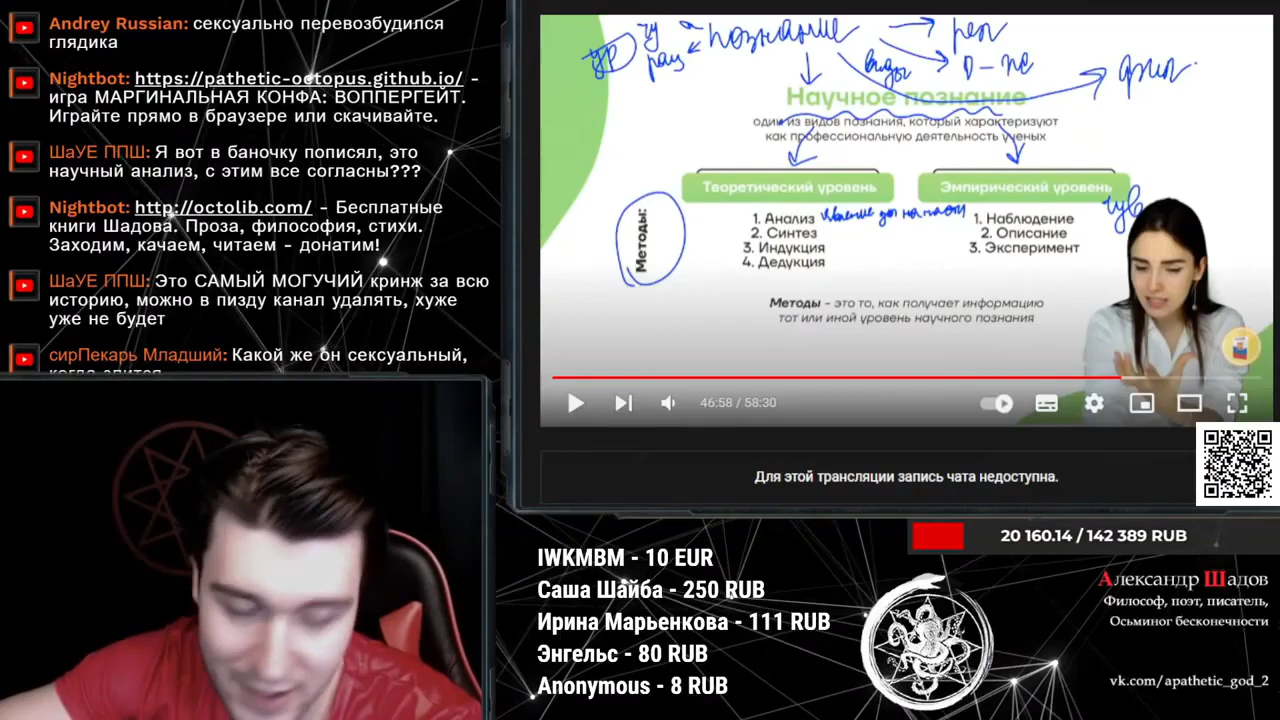 Andrey Russian: сексуально перевозбудился
глядика
Nightbot: https://pathetic-octopus.github.io/ -
игра МАРГИНАЛЬНАЯ КОНФА: ВОППЕРГЕЙТ.
Играйте прямо в браузере или скачивайте.
ШаУЕ ППШ: Я вот в баночку пописял, это
научный анализ, с этим все согласны???
Nightbot: http://octolib.com/ - Бесплатные
книги Шадова. Проза, философия, стихи.
Заходим, качаем, читаем - донатим!
ШаУЕ ППШ: Это САМЫЙ МОГУЧИЙ кринж за всю
историю, можно в пизду канал удалять, хуже
уже не будет
сирПекарь Младший: Какой же он сексуальный,
когда злится
чу познание рел
ур рац виды
Научное познание
один из видов познания, который характеризуют
как профессиональную деятельность ученых
Теоретический уровень
Эмпирический уровень
Методы:
1. Анализ
2. Синтез
3. Индукция
4. Дедукция
1. Наблюдение
2. Описание
3. Эксперимент
чув
Методы - это то, как получает информацию
тот или иной уровень научного познания
46:58 / 58:30
Для этой трансляции запись чата недоступна.
20 160.14 / 142 389 RUB
IWKMBM - 10 EUR
Саша Шайба - 250 RUB
Ирина Марьенкова - 111 RUB
Энгельс - 80 RUB
Anonymous - 8 RUB
Александр Шадов
Философ, поэт, писатель,
Осьминог бесконечности
vk.com/apathetic_god_2